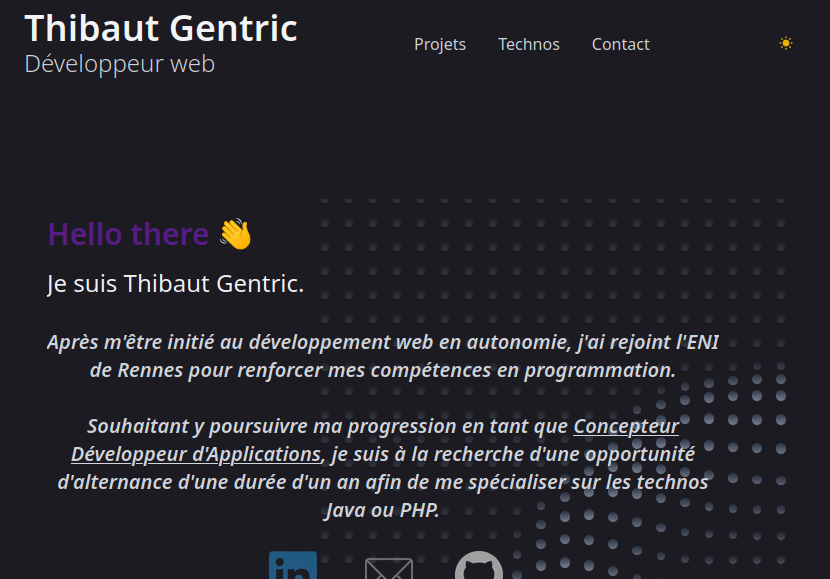 Thibaut Gentric
Développeur web
Projets Technos Contact
Hello there 👋
Je suis Thibaut Gentric.
Après m'être initié au développement web en autonomie, j'ai rejoint l'ENI
de Rennes pour renforcer mes compétences en programmation.
Souhaitant y poursuivre ma progression en tant que Concepteur
Développeur d'Applications, je suis à la recherche d'une opportunité
d'alternance d'une durée d'un an afin de me spécialiser sur les technos
Java ou PHP.
in